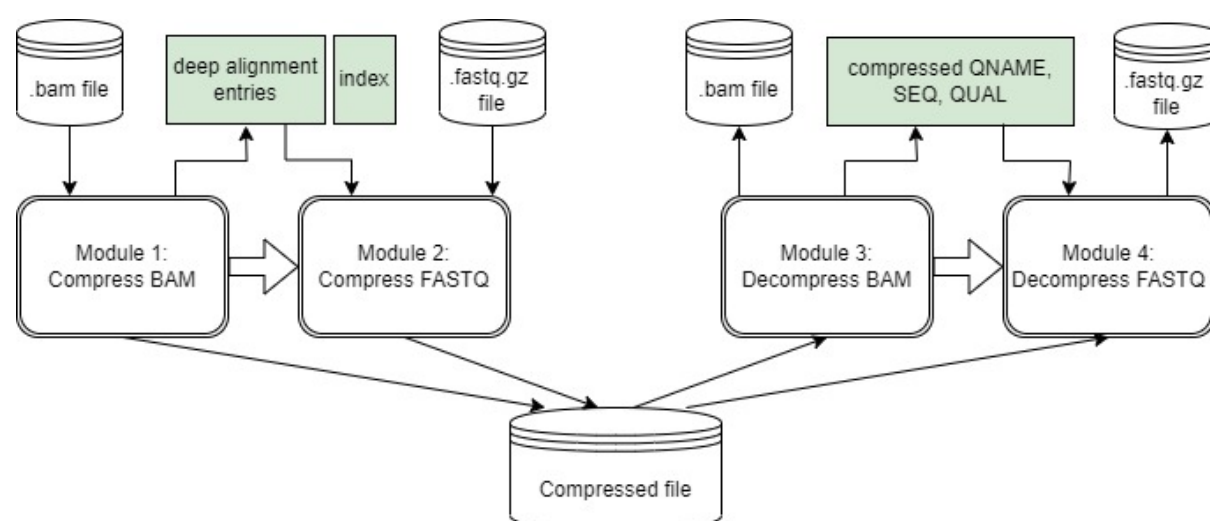 .bam file
deep alignment
entries
index
.fastq.gz
file
.bam file
compressed QNAME,
SEQ, QUAL
.fastq.gz
file
Module 1:
Compress BAM
Module 2:
Compress FASTQ
Module 3:
Decompress BAM
Module 4:
Decompress FASTQ
Compressed file